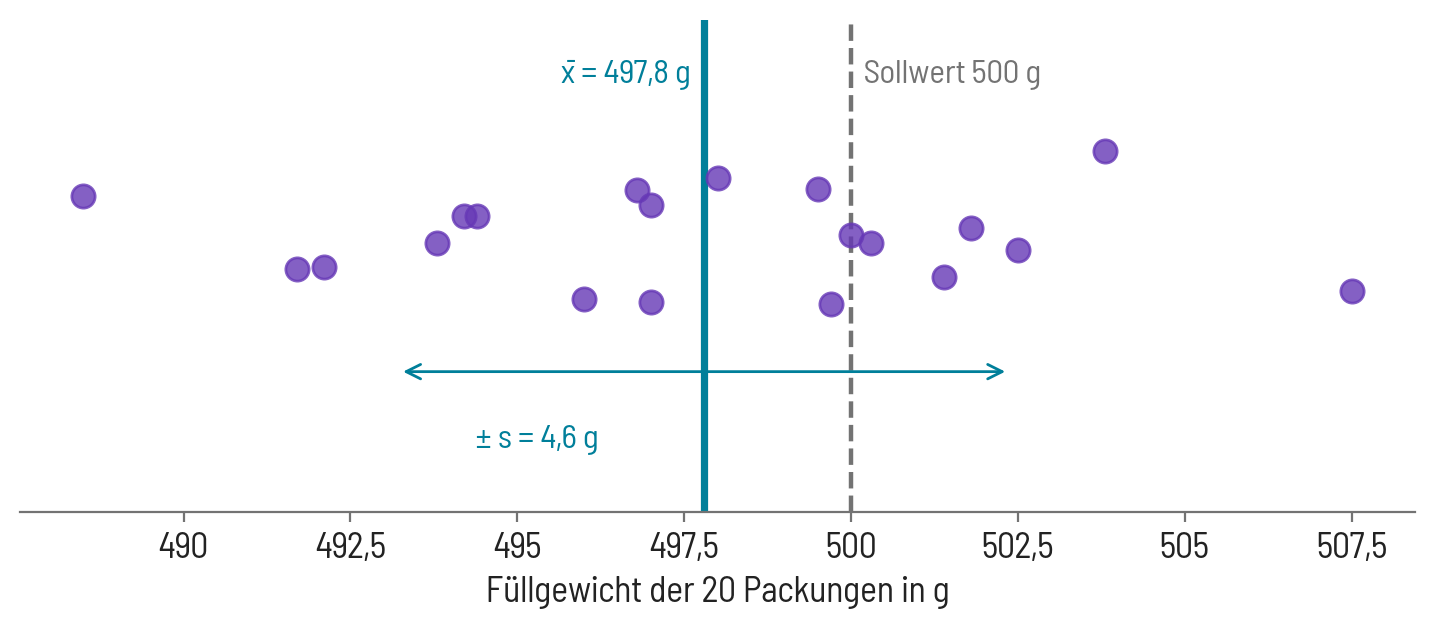 x̄ = 497,8 g
Sollwert 500 g
± s = 4,6 g
490 492,5 495 497,5 500 502,5 505 507,5
Füllgewicht der 20 Packungen in g